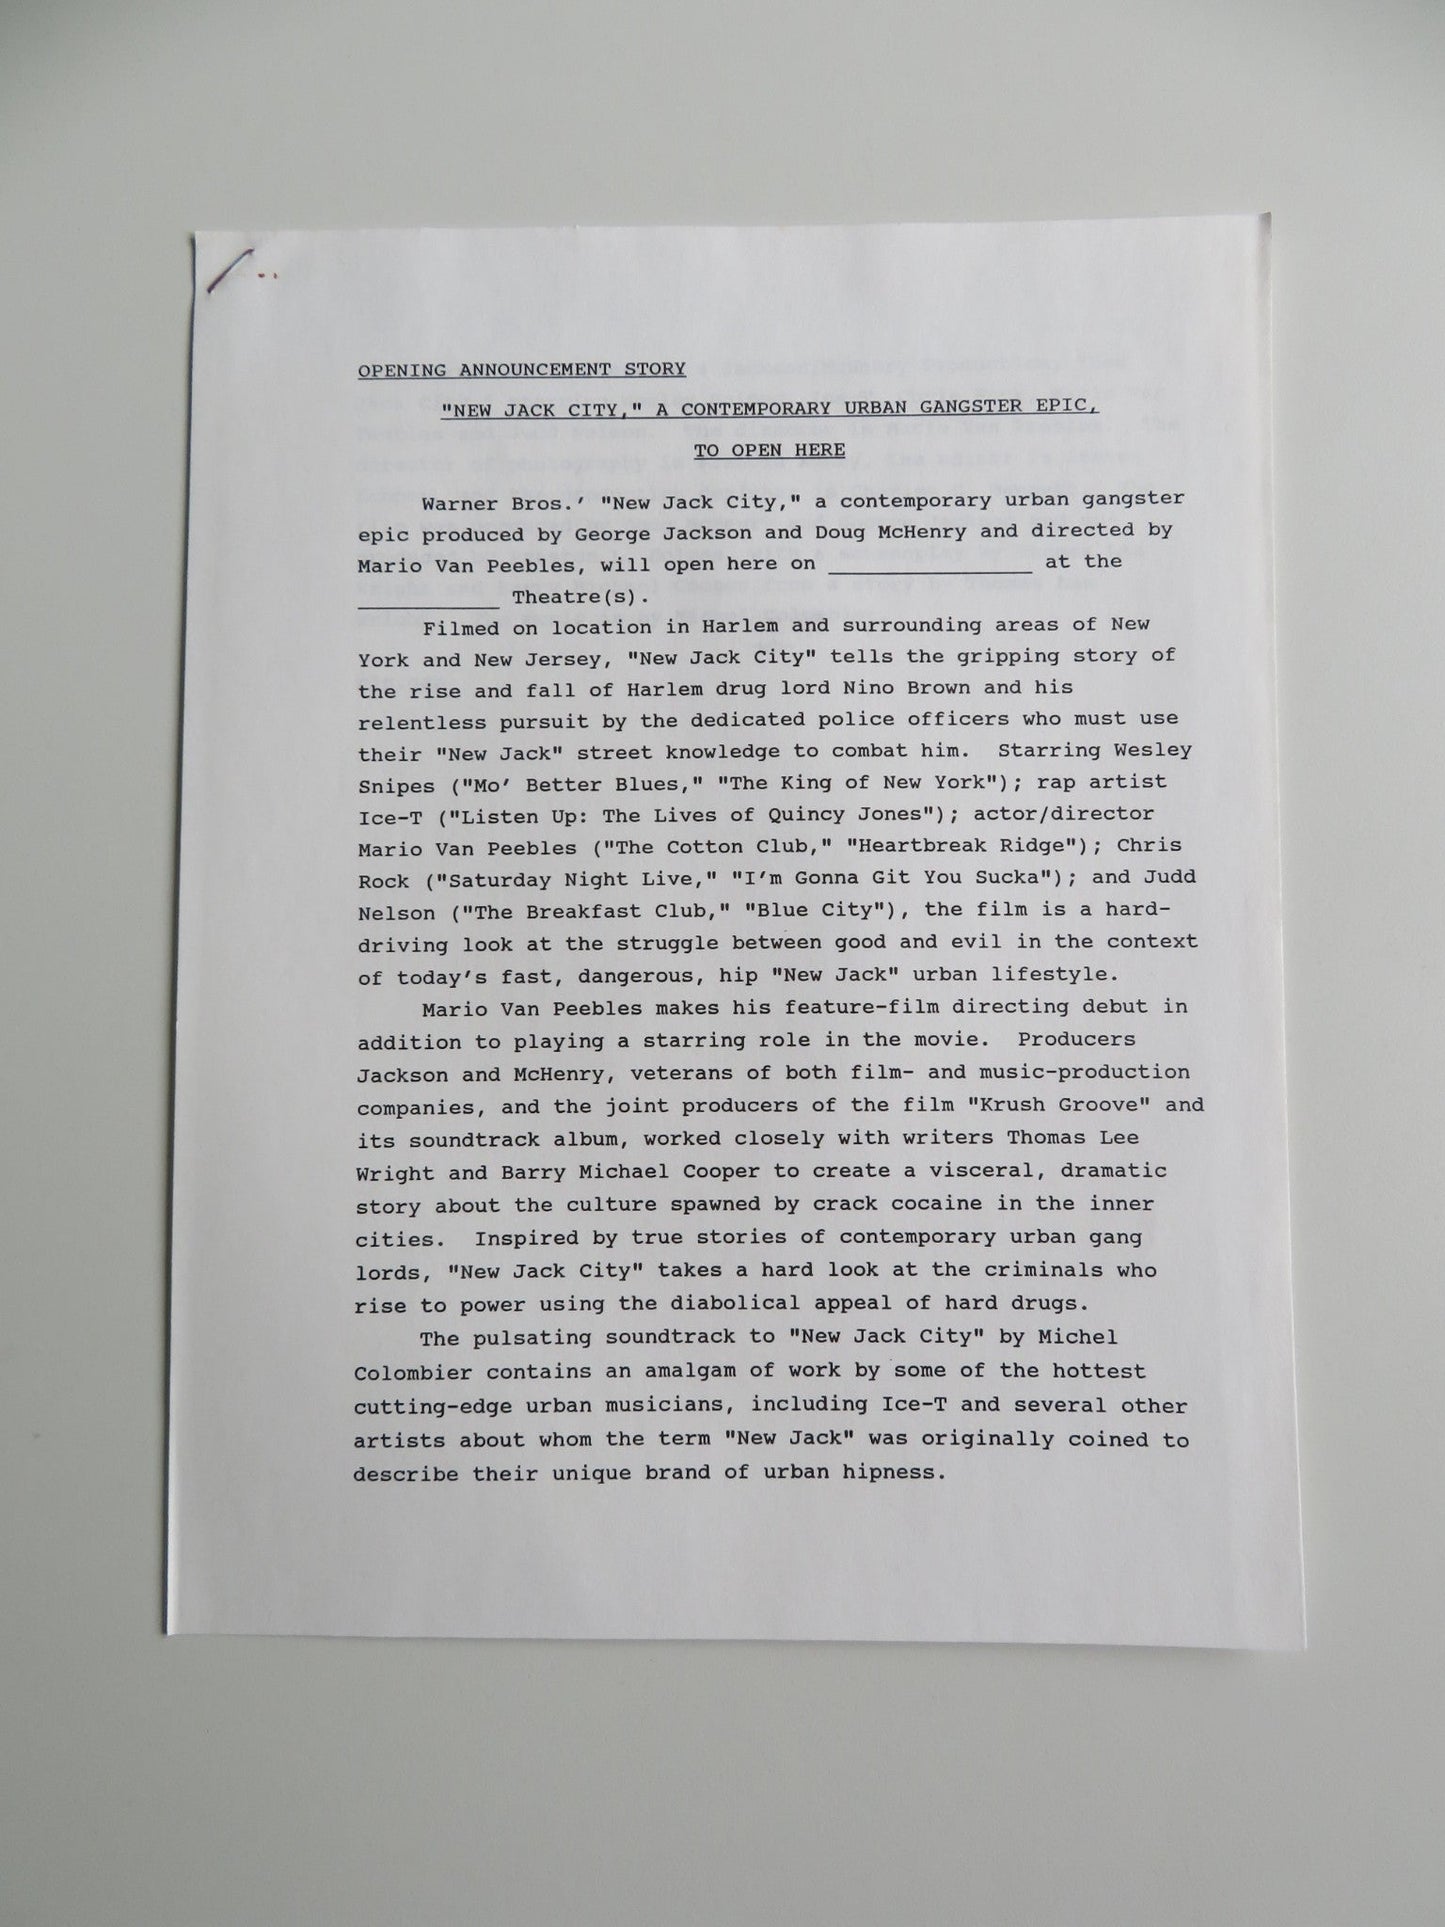 OPENING ANNOUNCEMENT STORY
"NEW JACK CITY," A CONTEMPORARY URBAN GANGSTER EPIC,
TO OPEN HERE
Warner Bros.' "New Jack City," a contemporary urban gangster
epic produced by George Jackson and Doug McHenry and directed by
Mario Van Peebles, will open here on ________________ at the
___________ Theatre(s).
Filmed on location in Harlem and surrounding areas of New
York and New Jersey, "New Jack City" tells the gripping story of
the rise and fall of Harlem drug lord Nino Brown and his
relentless pursuit by the dedicated police officers who must use
their "New Jack" street knowledge to combat him.  Starring Wesley
Snipes ("Mo' Better Blues," "The King of New York"); rap artist
Ice-T ("Listen Up: The Lives of Quincy Jones"); actor/director
Mario Van Peebles ("The Cotton Club," "Heartbreak Ridge"); Chris
Rock ("Saturday Night Live," "I'm Gonna Git You Sucka"); and Judd
Nelson ("The Breakfast Club," "Blue City"), the film is a hard-
driving look at the struggle between good and evil in the context
of today's fast, dangerous, hip "New Jack" urban lifestyle.
Mario Van Peebles makes his feature-film directing debut in
addition to playing a starring role in the movie.  Producers
Jackson and McHenry, veterans of both film- and music-production
companies, and the joint producers of the film "Krush Groove" and
its soundtrack album, worked closely with writers Thomas Lee
Wright and Barry Michael Cooper to create a visceral, dramatic
story about the culture spawned by crack cocaine in the inner
cities.  Inspired by true stories of contemporary urban gang
lords, "New Jack City" takes a hard look at the criminals who
rise to power using the diabolical appeal of hard drugs.
The pulsating soundtrack to "New Jack City" by Michel
Colombier contains an amalgam of work by some of the hottest
cutting-edge urban musicians, including Ice-T and several other
artists about whom the term "New Jack" was originally coined to
describe their unique brand of urban hipness.